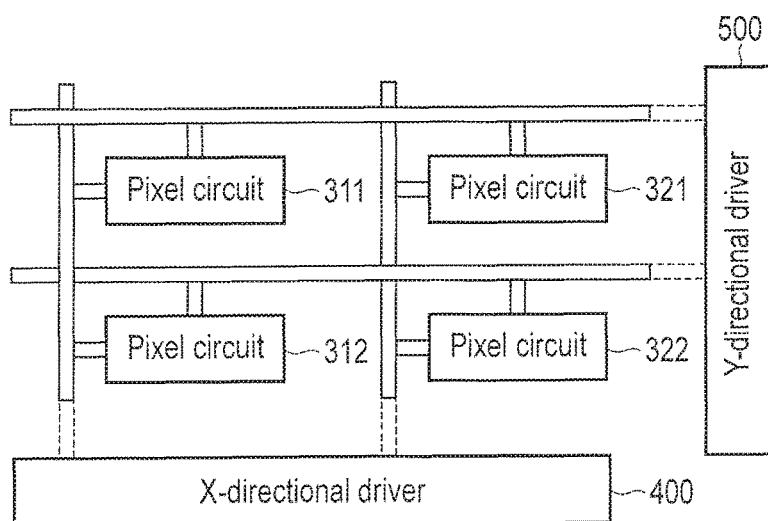 500
Pixel circuit
311
Pixel circuit
321
Pixel circuit
312
Pixel circuit
322
Y-directional driver
X-directional driver
400